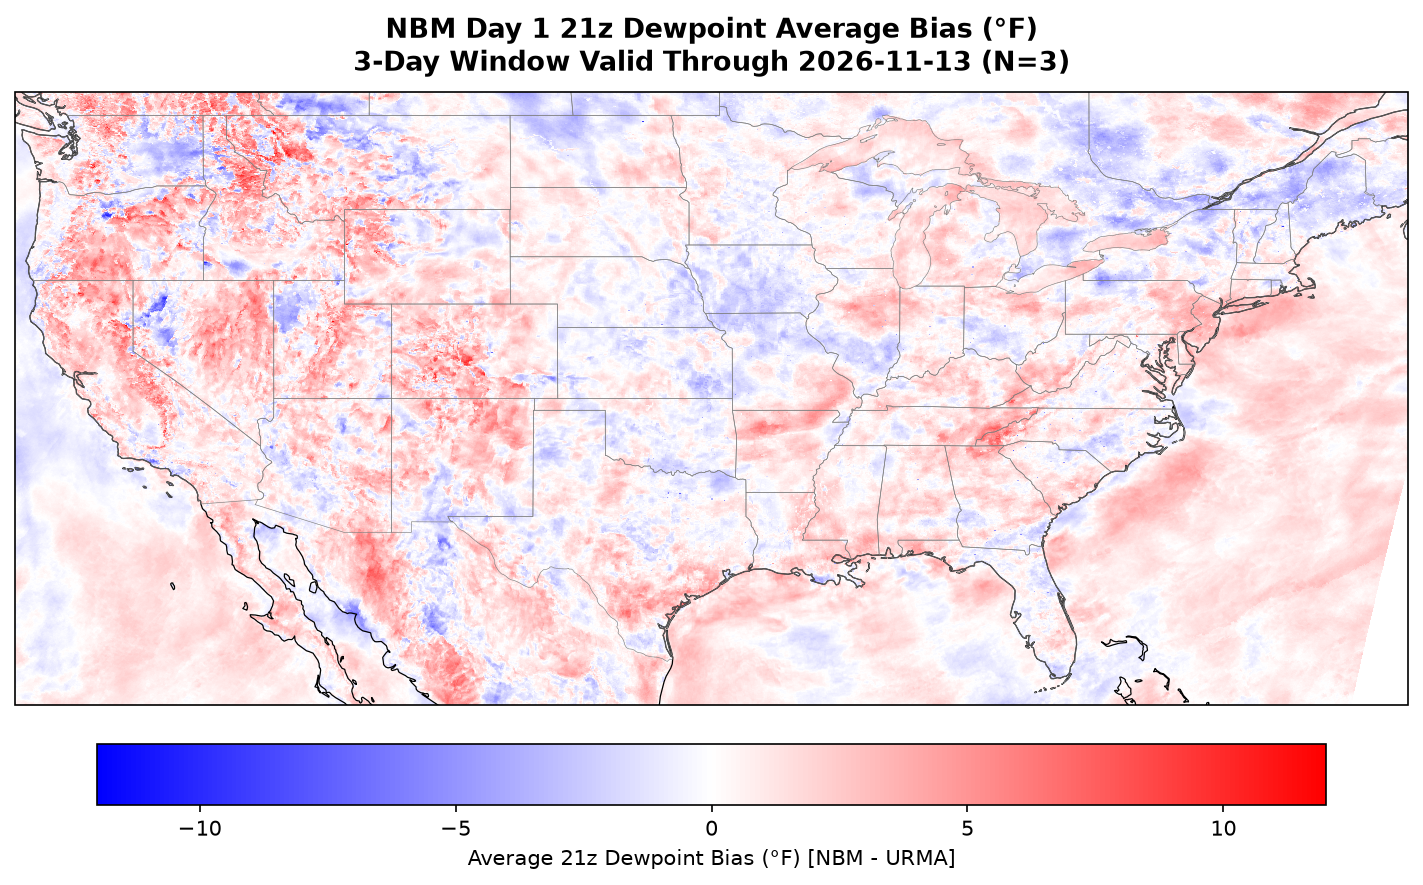 NBM Day 1 21z Dewpoint Average Bias (°F)
3-Day Window Valid Through 2026-11-13 (N=3)
−10 −5 0 5 10
Average 21z Dewpoint Bias (°F) [NBM - URMA]